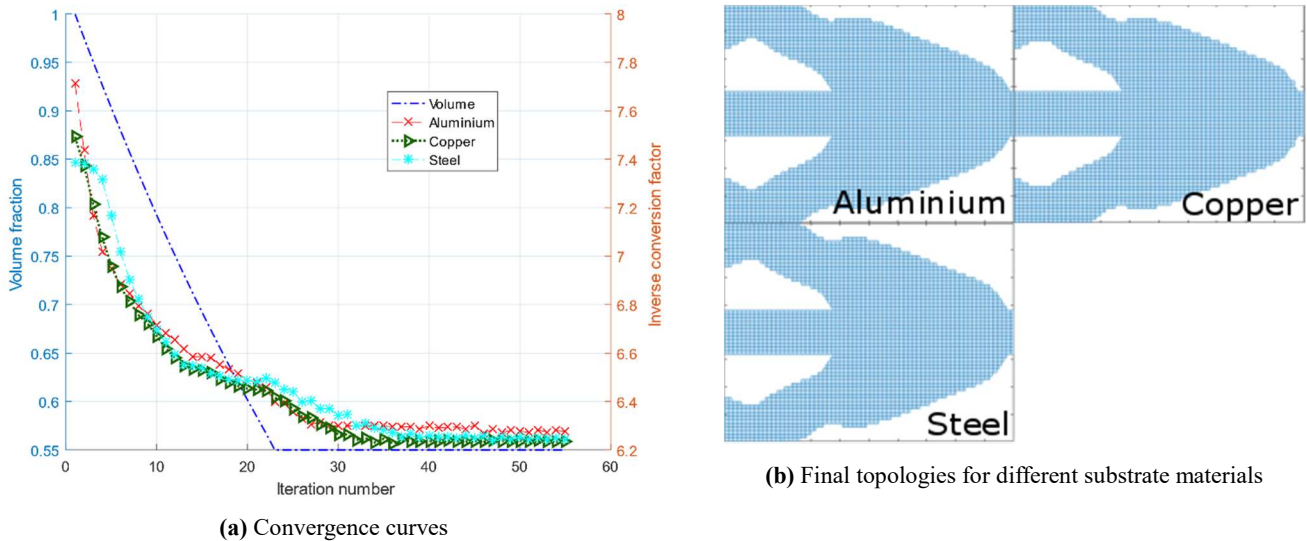 1
0.95
0.9
0.85
0.8
0.75
0.7
0.65
0.6
0.55
Volume fraction
8
7.8
7.6
7.4
7.2
7
6.8
6.6
6.4
6.2
Inverse conversion factor
Volume
Aluminium
Copper
Steel
0 10 20 30 40 50 60
Iteration number
(a) Convergence curves
Aluminium
Copper
Steel
(b) Final topologies for different substrate materials